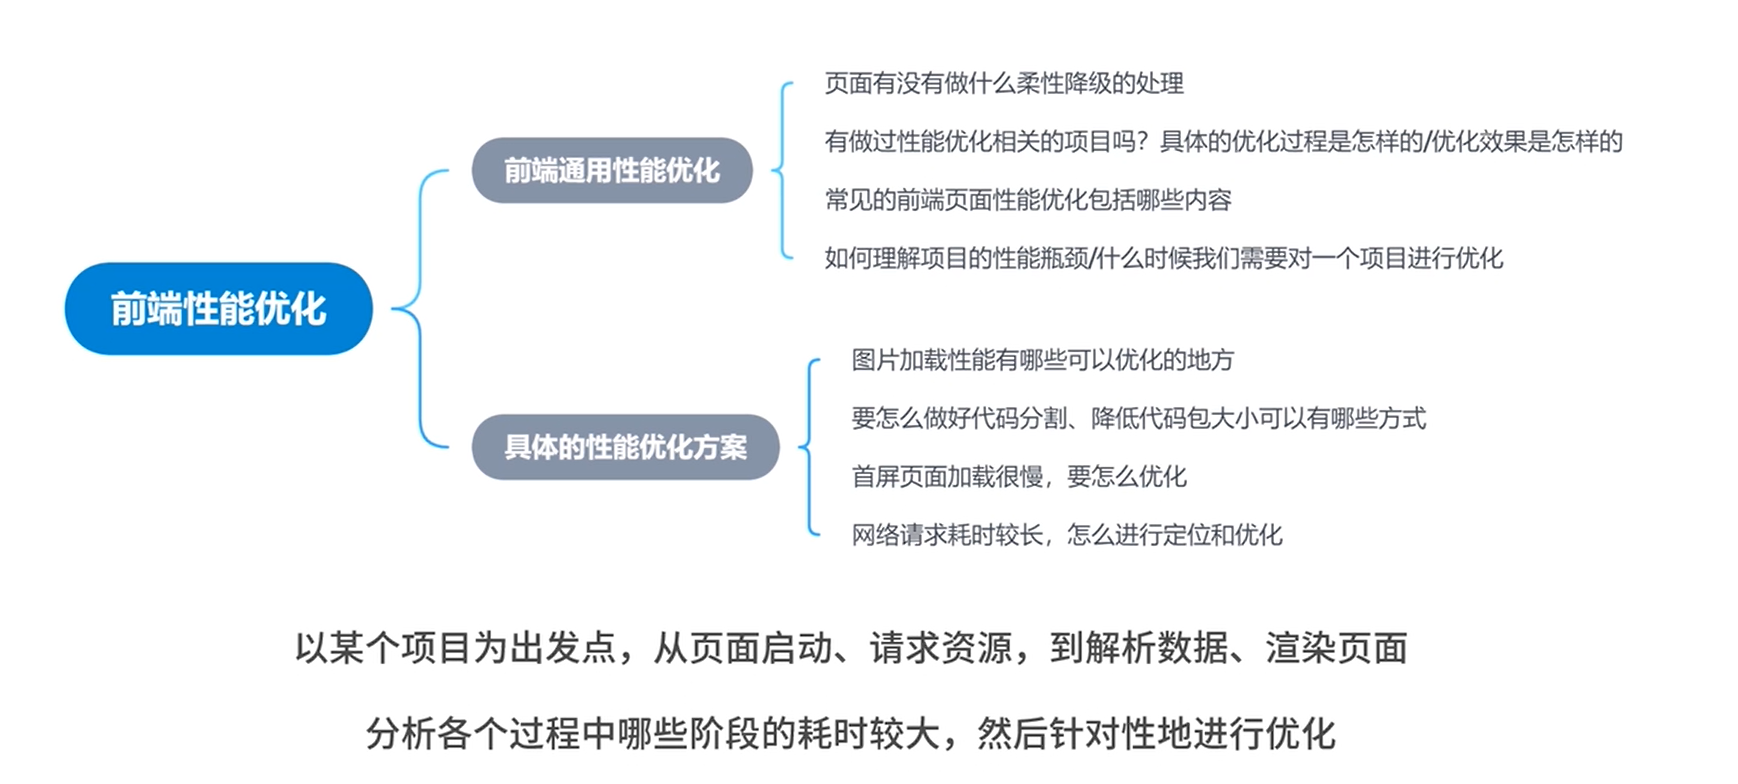 前端性能优化
前端通用性能优化
页面有没有做什么柔性降级的处理
有做过性能优化相关的项目吗？具体的优化过程是怎样的/优化效果是怎样的
常见的前端页面性能优化包括哪些内容
如何理解项目的性能瓶颈/什么时候我们需要对一个项目进行优化
具体的性能优化方案
图片加载性能有哪些可以优化的地方
要怎么做好代码分割、降低代码包大小可以有哪些方式
首屏页面加载很慢，要怎么优化
网络请求耗时较长，怎么进行定位和优化
以某个项目为出发点，从页面启动、请求资源，到解析数据、渲染页面
分析各个过程中哪些阶段的耗时较大，然后针对性地进行优化